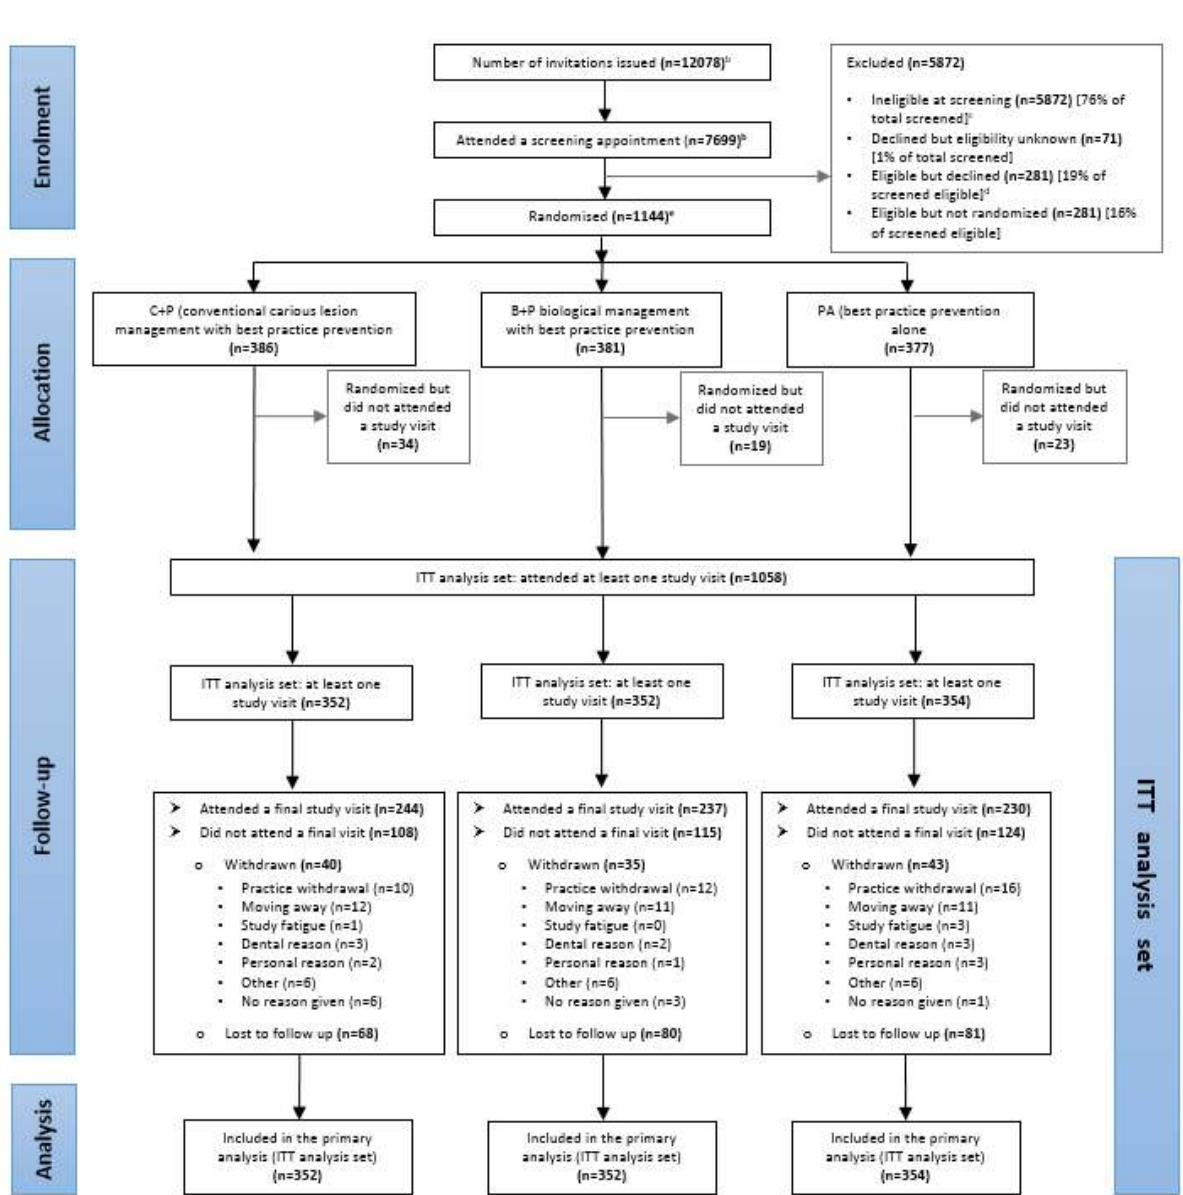 Enrolment
Number of invitations issued (n=12078)ᵇ
Attended a screening appointment (n=7699)ᵇ
Randomised (n=1144)ᵉ
Excluded (n=5872)
• Ineligible at screening (n=5872) [76% of
total screened]ᶜ
• Declined but eligibility unknown (n=71)
[1% of total screened]
• Eligible but declined (n=281) [19% of
screened eligible]ᵈ
• Eligible but not randomized (n=281) [16%
of screened eligible]
Allocation
C+P (conventional carious lesion
management with best practice prevention
(n=386)
B+P biological management
with best practice prevention
(n=381)
PA (best practice prevention
alone
(n=377)
Randomized but
did not attended
a study visit
(n=34)
Randomized but
did not attended
a study visit
(n=19)
Randomized but
did not attended
a study visit
(n=23)
Follow-up
ITT analysis set: attended at least one study visit (n=1058)
ITT analysis set: at least one
study visit (n=352)
ITT analysis set: at least one
study visit (n=352)
ITT analysis set: at least one
study visit (n=354)
➢ Attended a final study visit (n=244)
➢ Did not attend a final visit (n=108)
o Withdrawn (n=40)
• Practice withdrawal (n=10)
• Moving away (n=12)
• Study fatigue (n=1)
• Dental reason (n=3)
• Personal reason (n=2)
• Other (n=6)
• No reason given (n=6)
o Lost to follow up (n=68)
➢ Attended a final study visit (n=237)
➢ Did not attend a final visit (n=115)
o Withdrawn (n=35)
• Practice withdrawal (n=12)
• Moving away (n=11)
• Study fatigue (n=0)
• Dental reason (n=2)
• Personal reason (n=1)
• Other (n=6)
• No reason given (n=3)
o Lost to follow up (n=80)
➢ Attended a final study visit (n=230)
➢ Did not attend a final visit (n=124)
o Withdrawn (n=43)
• Practice withdrawal (n=16)
• Moving away (n=11)
• Study fatigue (n=3)
• Dental reason (n=3)
• Personal reason (n=3)
• Other (n=6)
• No reason given (n=1)
o Lost to follow up (n=81)
ITT analysis set
Analysis
Included in the primary
analysis (ITT analysis set)
(n=352)
Included in the primary
analysis (ITT analysis set)
(n=352)
Included in the primary
analysis (ITT analysis set)
(n=354)